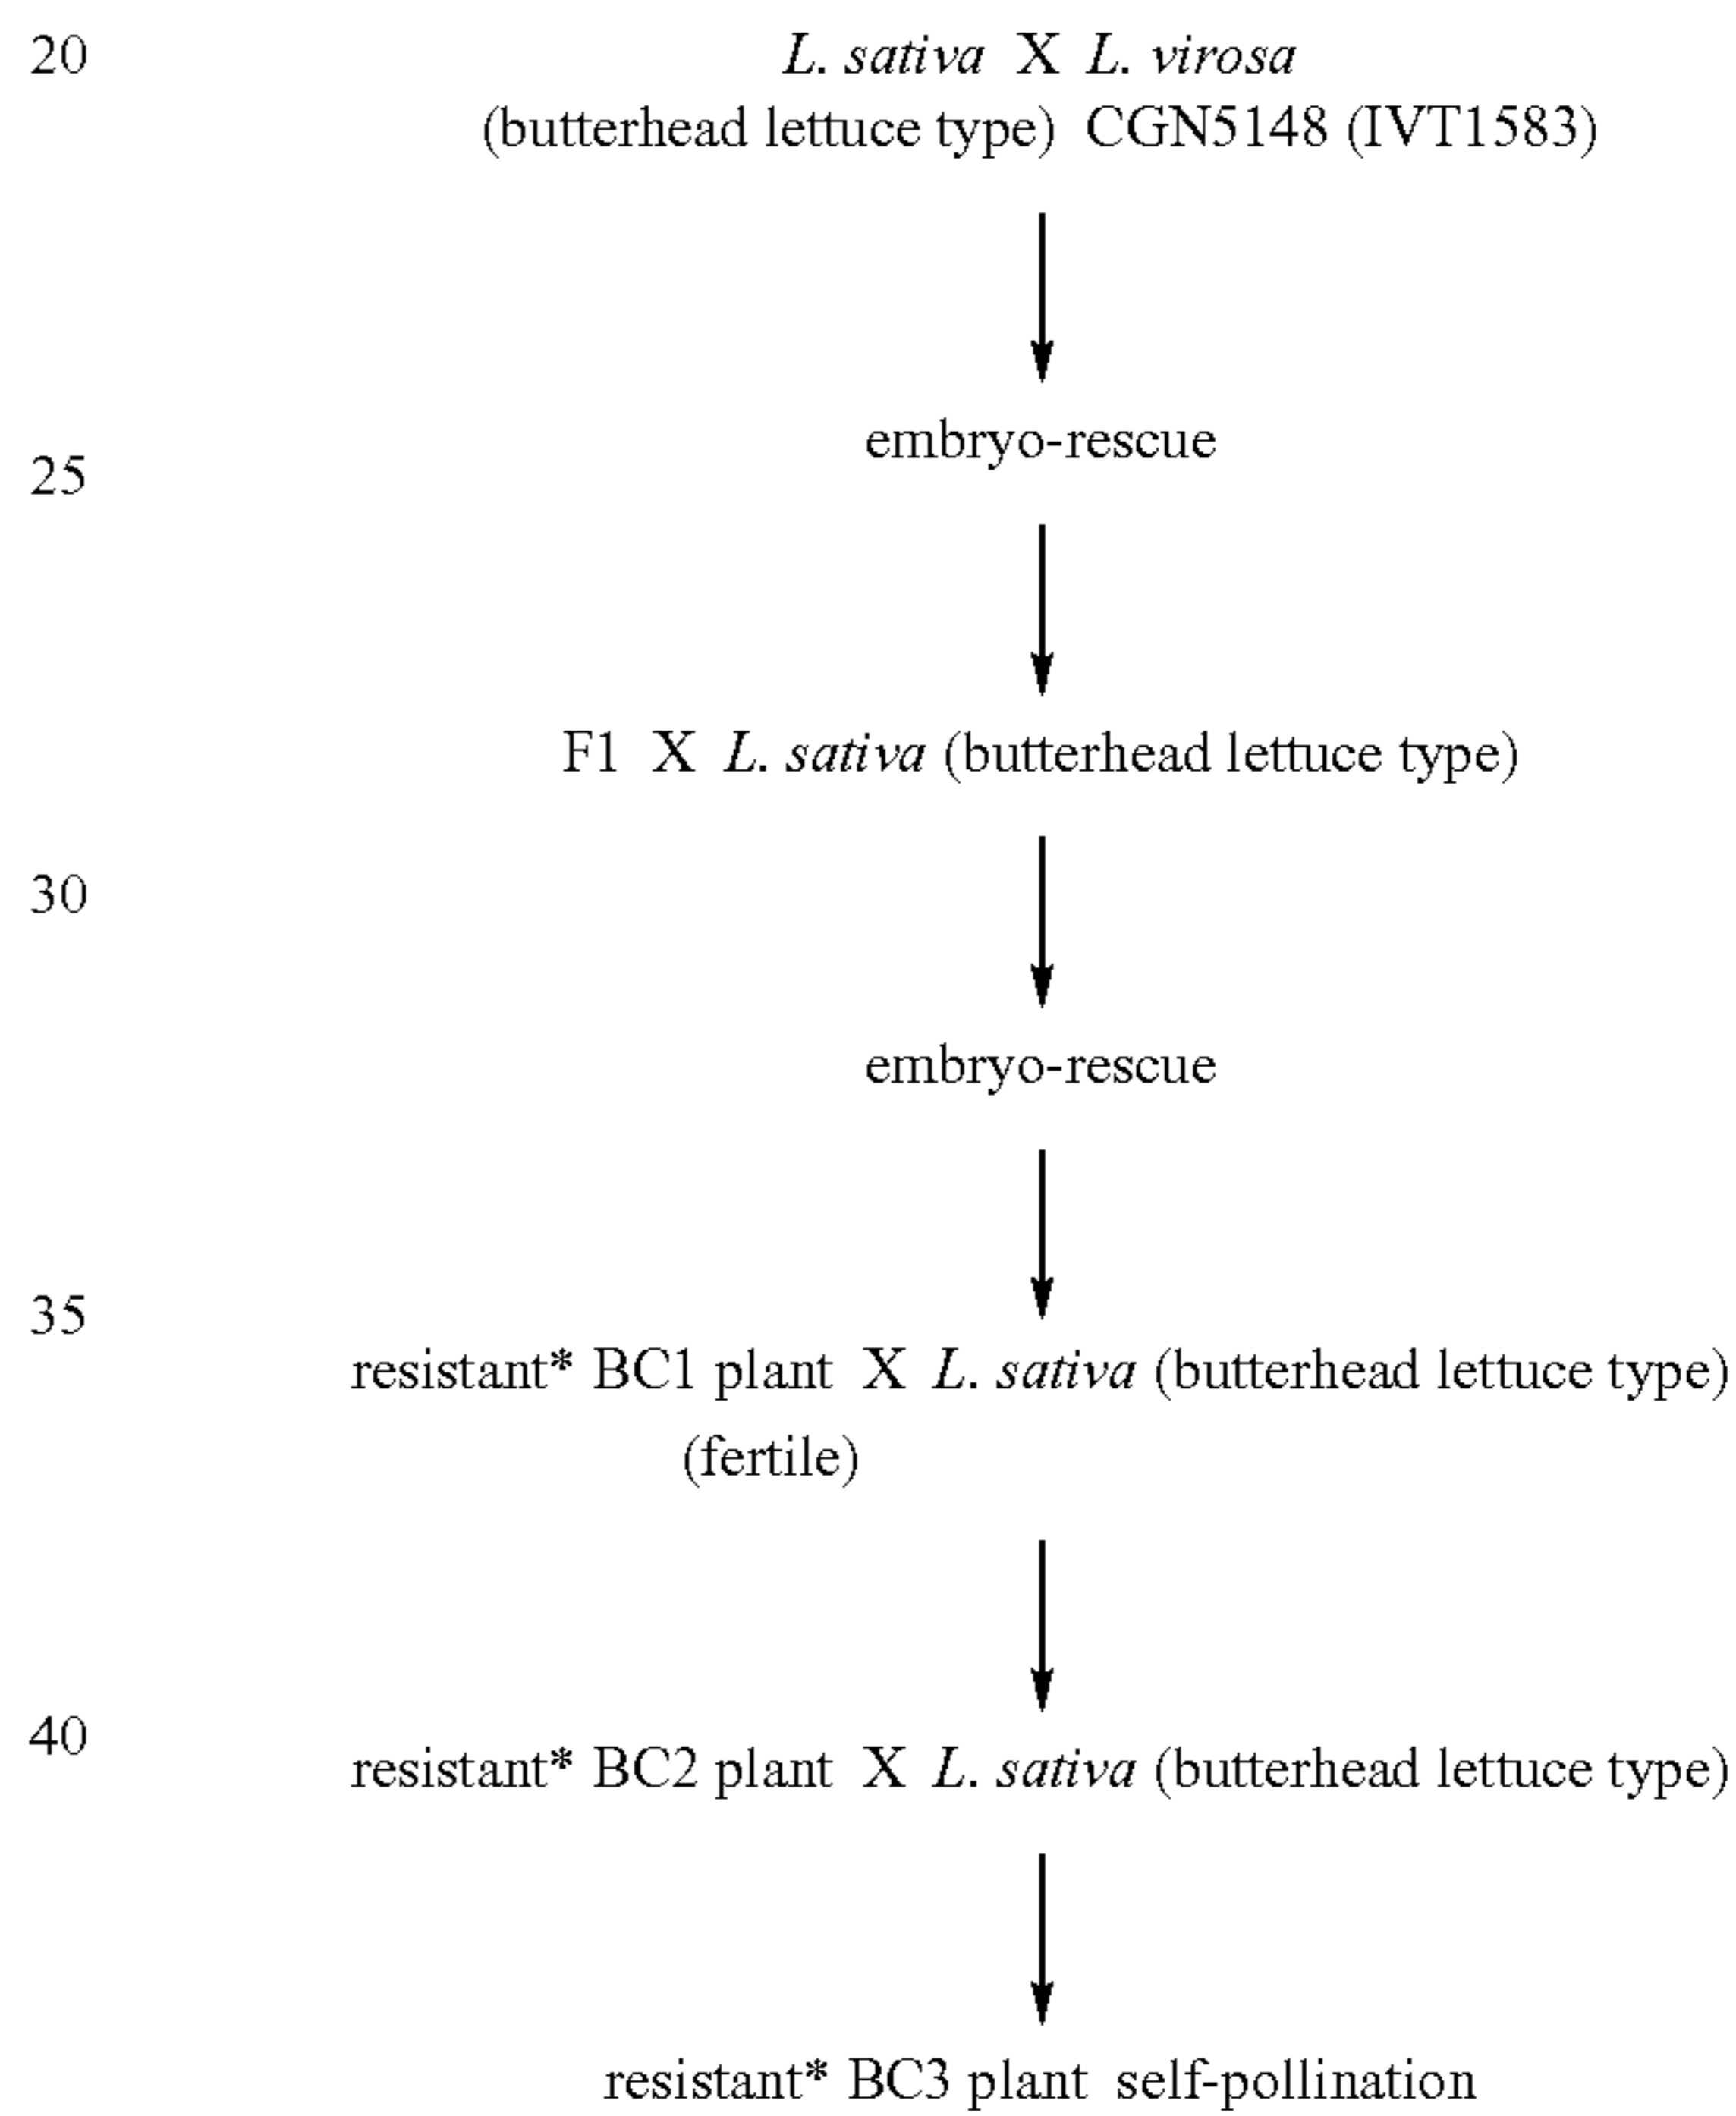 20
L. sativa X L. virosa
(butterhead lettuce type) CGN5148 (IVT1583)
embryo-rescue
25
F1 X L. sativa (butterhead lettuce type)
30
embryo-rescue
35
resistant* BC1 plant X L. sativa (butterhead lettuce type)
(fertile)
40
resistant* BC2 plant X L. sativa (butterhead lettuce type)
resistant* BC3 plant self-pollination